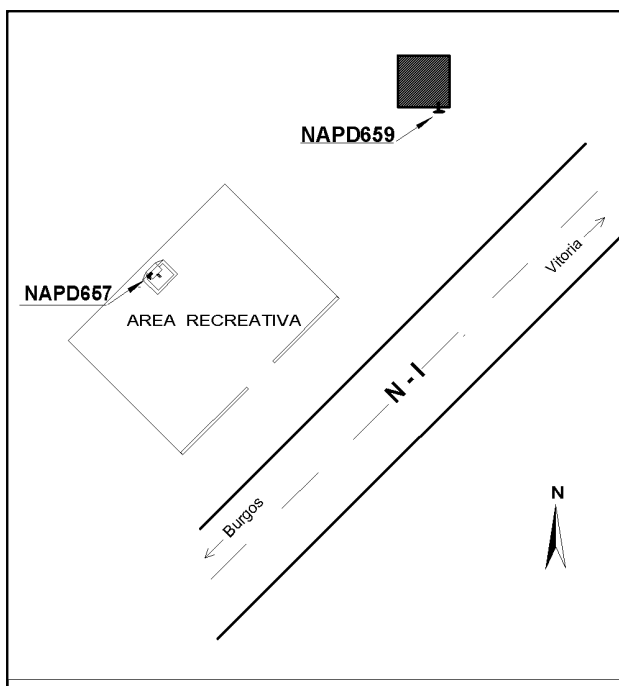 NAPD659
NAPD657
AREA RECREATIVA
Vitoria
N - I
Burgos
N